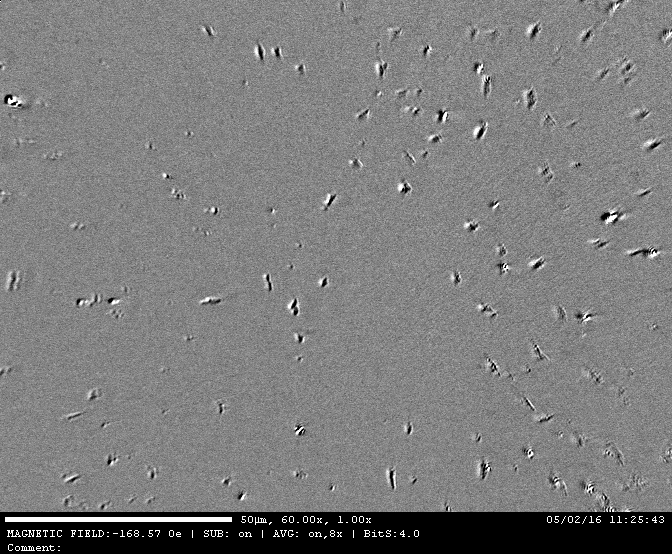 50µm, 60.00x, 1.00x 05/02/16 11:25:43
MAGNETIC FIELD:-168.57 Oe | SUB: on | AVG: on,8x | BitS:4.0
Comment: